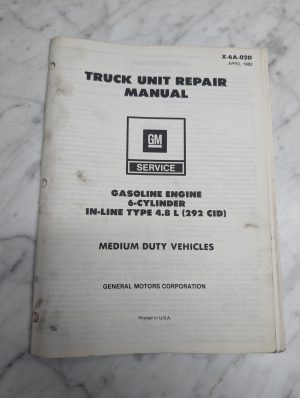 X-6A-02D
APRIL, 1983
TRUCK UNIT REPAIR
MANUAL
GM
SERVICE
GASOLINE ENGINE
6-CYLINDER
IN-LINE TYPE 4.8 L (292 CID)
MEDIUM DUTY VEHICLES
GENERAL MOTORS CORPORATION
Printed in U.S.A.